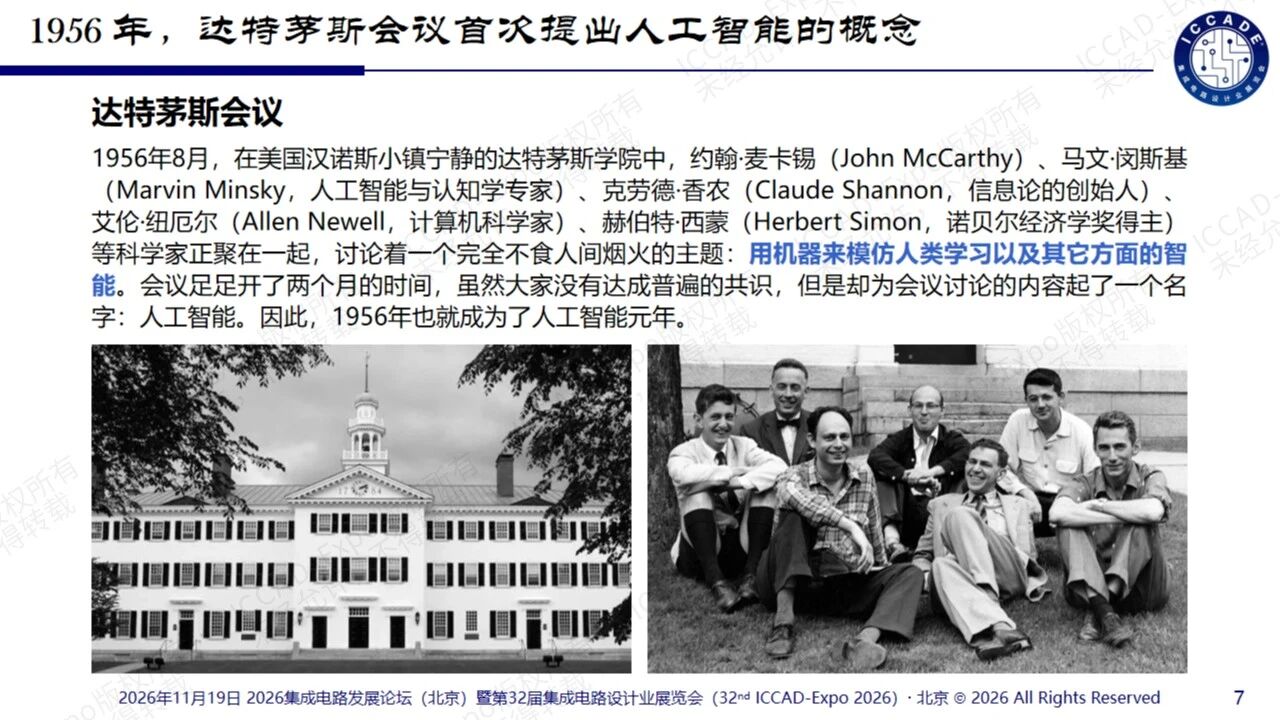 1956 年，达特茅斯会议首次提出人工智能的概念
ICCADE
集成电路设计业展览会
达特茅斯会议
1956年8月，在美国汉诺斯小镇宁静的达特茅斯学院中，约翰·麦卡锡（John McCarthy）、马文·闵斯基
（Marvin Minsky，人工智能与认知学专家）、克劳德·香农（Claude Shannon，信息论的创始人）、
艾伦·纽厄尔（Allen Newell，计算机科学家）、赫伯特·西蒙（Herbert Simon，诺贝尔经济学奖得主）
等科学家正聚在一起，讨论着一个完全不食人间烟火的主题：用机器来模仿人类学习以及其它方面的智
能。会议足足开了两个月的时间，虽然大家没有达成普遍的共识，但是却为会议讨论的内容起了一个名
字：人工智能。因此，1956年也就成为了人工智能元年。
2026年11月19日 2026集成电路发展论坛（北京）暨第32届集成电路设计业展览会（32nd ICCAD-Expo 2026）· 北京 © 2026 All Rights Reserved
7